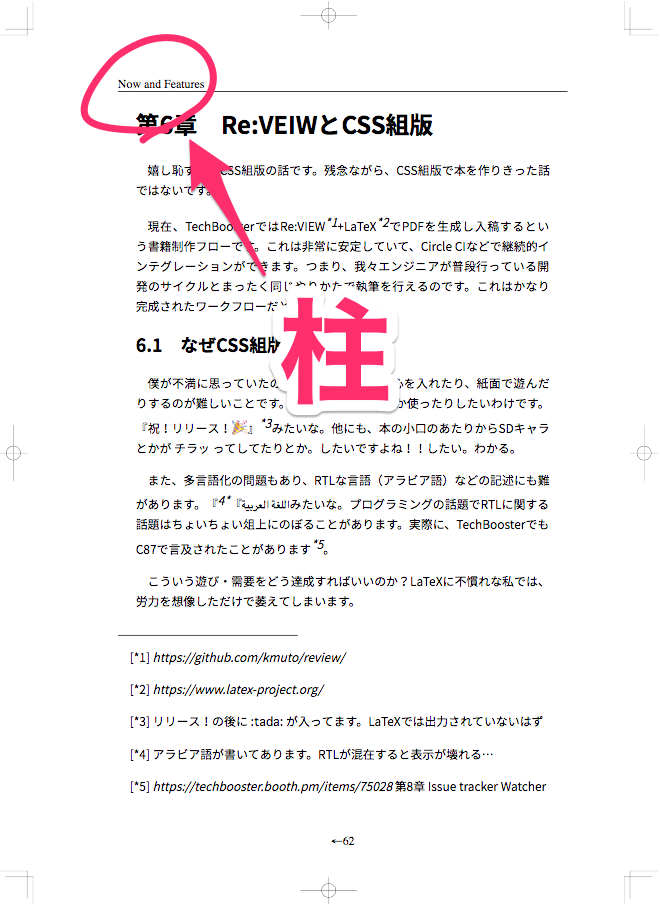 Now and Features
第6章 Re:VEIWとCSS組版
嬉し恥ず CSS組版の話です。残念ながら、CSS組版で本を作りきった話
ではないです。
現在、TechBoosterではRe:VIEW*1+LaTeX*2でPDFを生成し入稿するとい
う書籍制作フローです。これは非常に安定していて、Circle CIなどで継続的イ
ンテグレーションができます。つまり、我々エンジニアが普段行っている開
発のサイクルとまったく同じやりかたで執筆を行えるのです。これはかなり
完成されたワークフローだと
柱
6.1 なぜCSS組版
僕が不満に思っていたの 心を入れたり、紙面で遊んだ
りするのが難しいことです。 か使ったりしたいわけです。
『祝！リリース！🎉』*3みたいな。他にも、本の小口のあたりからSDキャラ
とかが チラッ ってしてたりとか。したいですよね！！したい。わかる。
また、多言語化の問題もあり、RTLな言語（アラビア語）などの記述にも難
があります。『4*『اللغة العربيةみたいな。プログラミングの話題でRTLに関する
話題はちょいちょい俎上にのぼることがあります。実際に、TechBoosterでも
C87で言及されたことがあります*5。
こういう遊び・需要をどう達成すればいいのか？LaTeXに不慣れな私では、
労力を想像しただけで萎えてしまいます。
[*1] https://github.com/kmuto/review/
[*2] https://www.latex-project.org/
[*3] リリース！の後に :tada: が入ってます。LaTeXでは出力されていないはず
[*4] アラビア語が書いてあります。RTLが混在すると表示が壊れる…
[*5] https://techbooster.booth.pm/items/75028 第8章 Issue tracker Watcher
←62